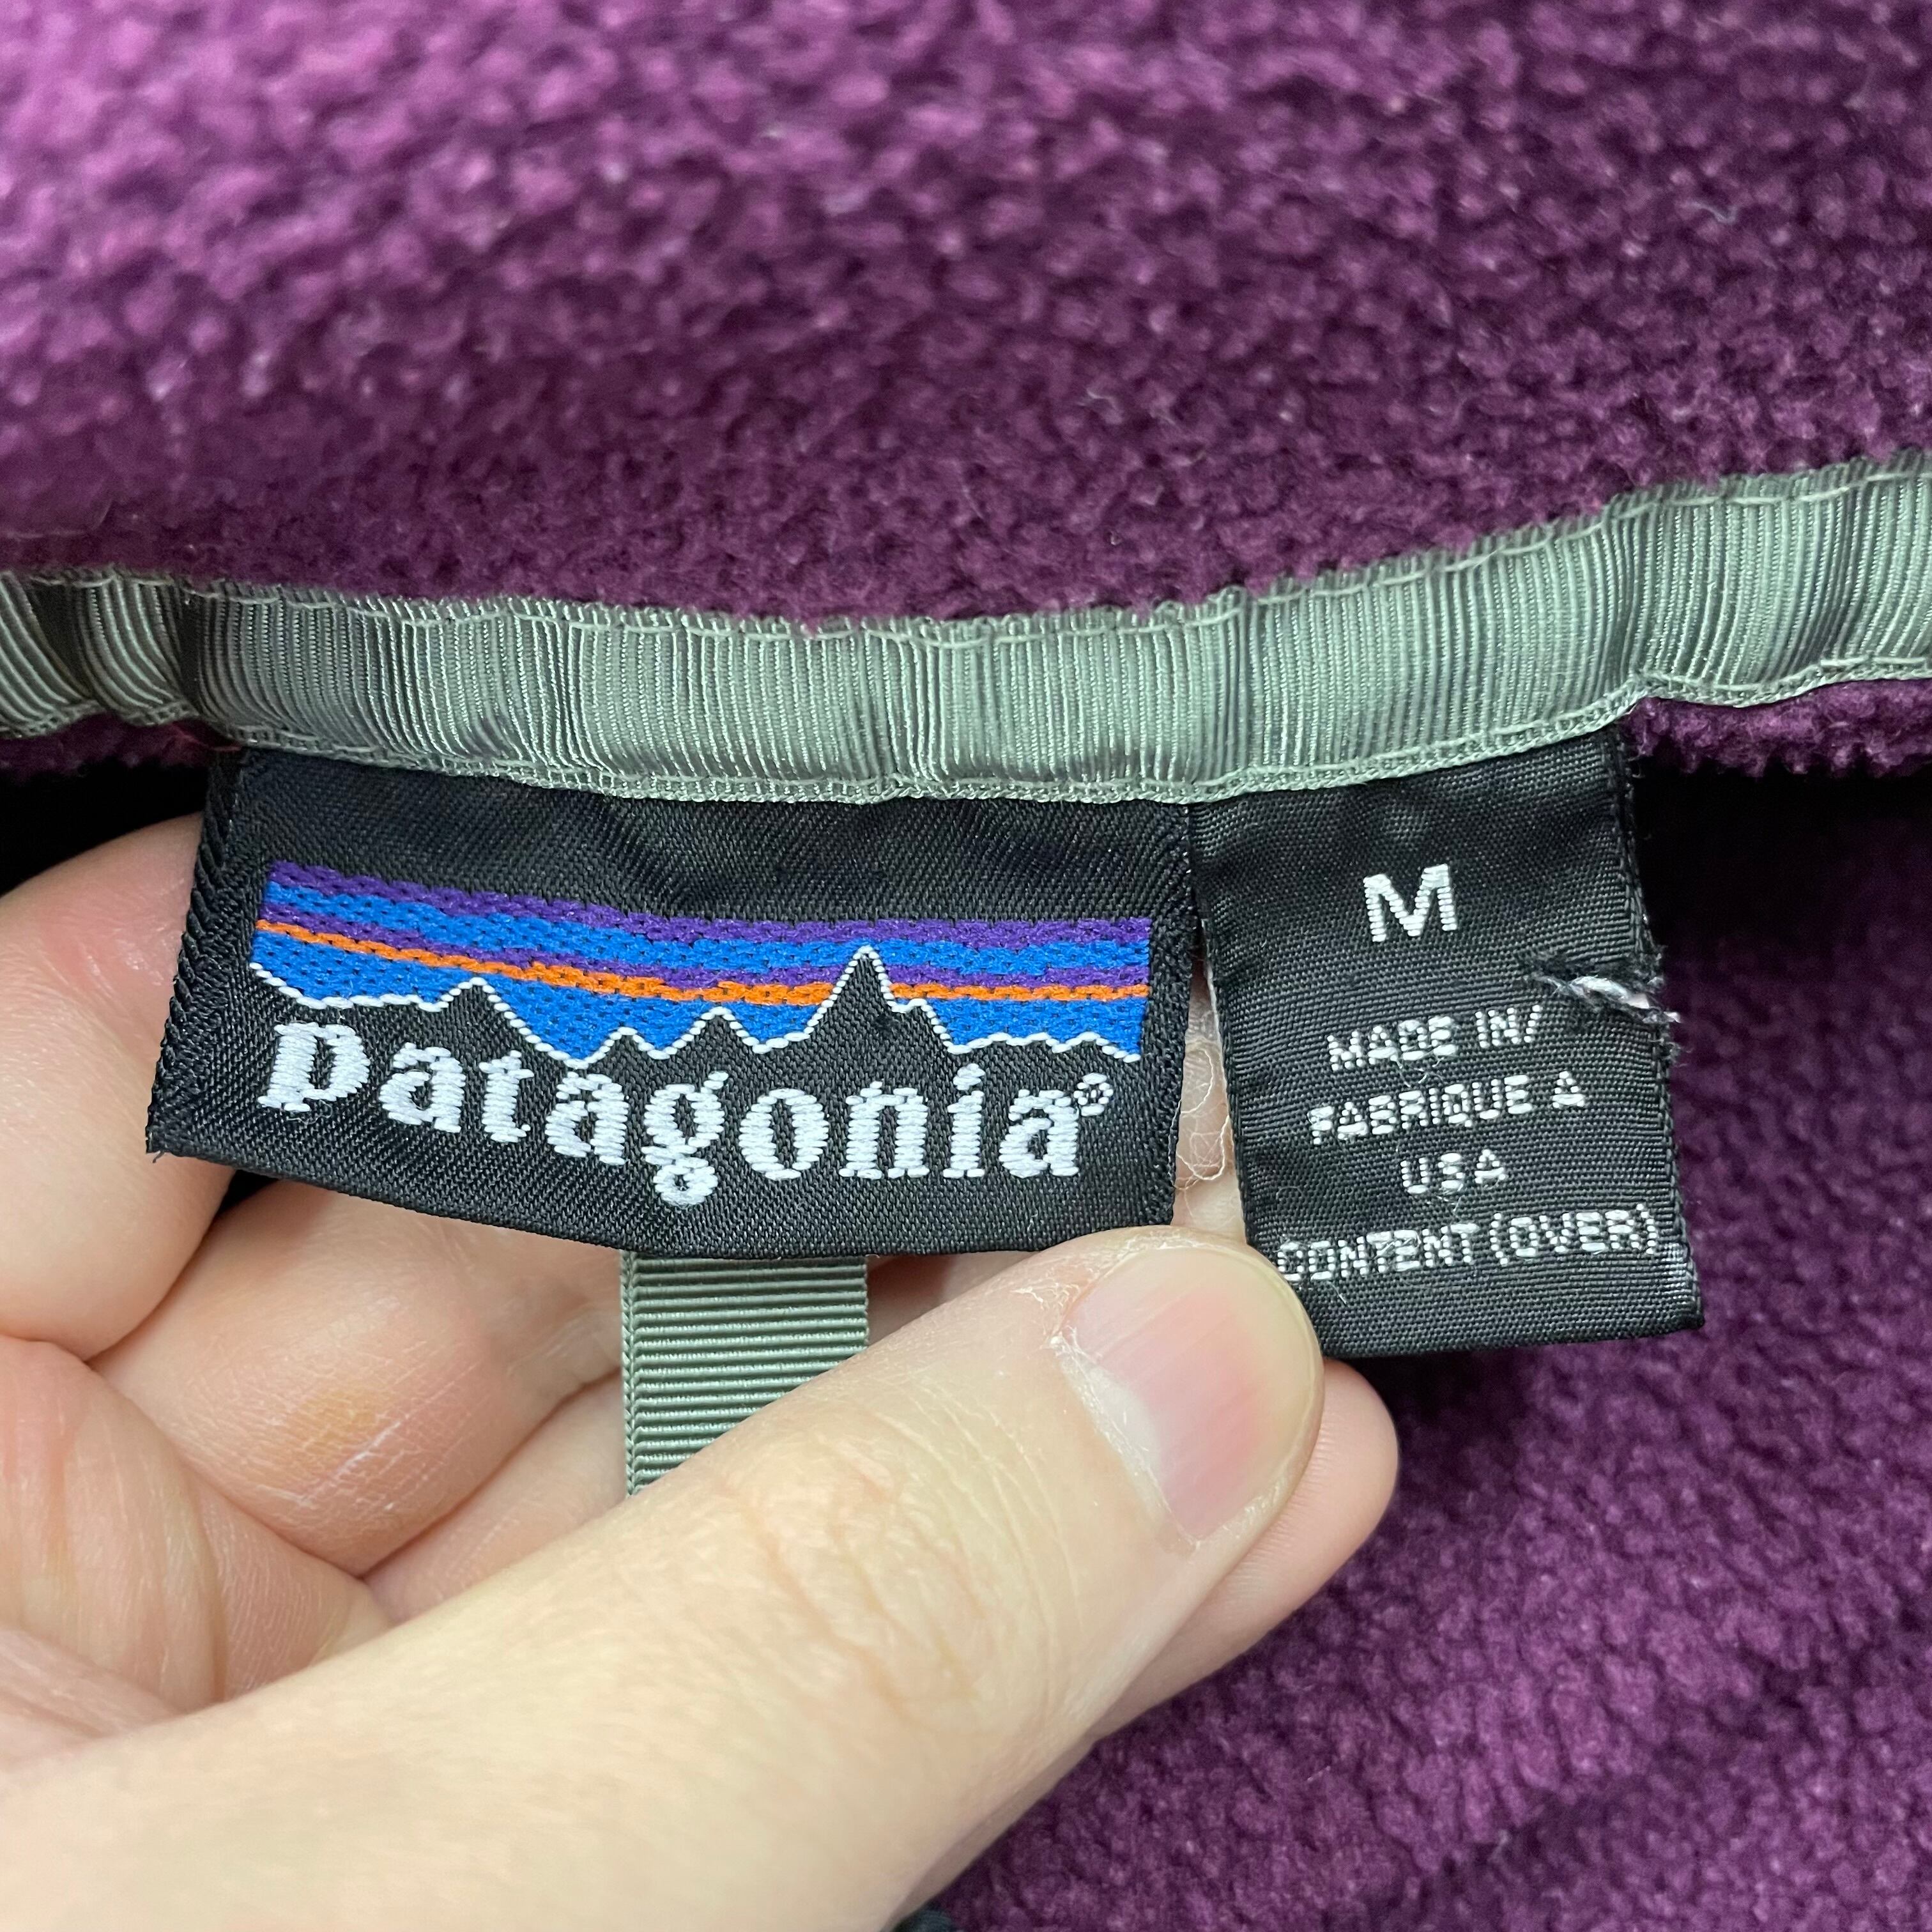 patagonia®
M
MADE IN/
FABRIQUE A
USA
CONTENT (OVER)